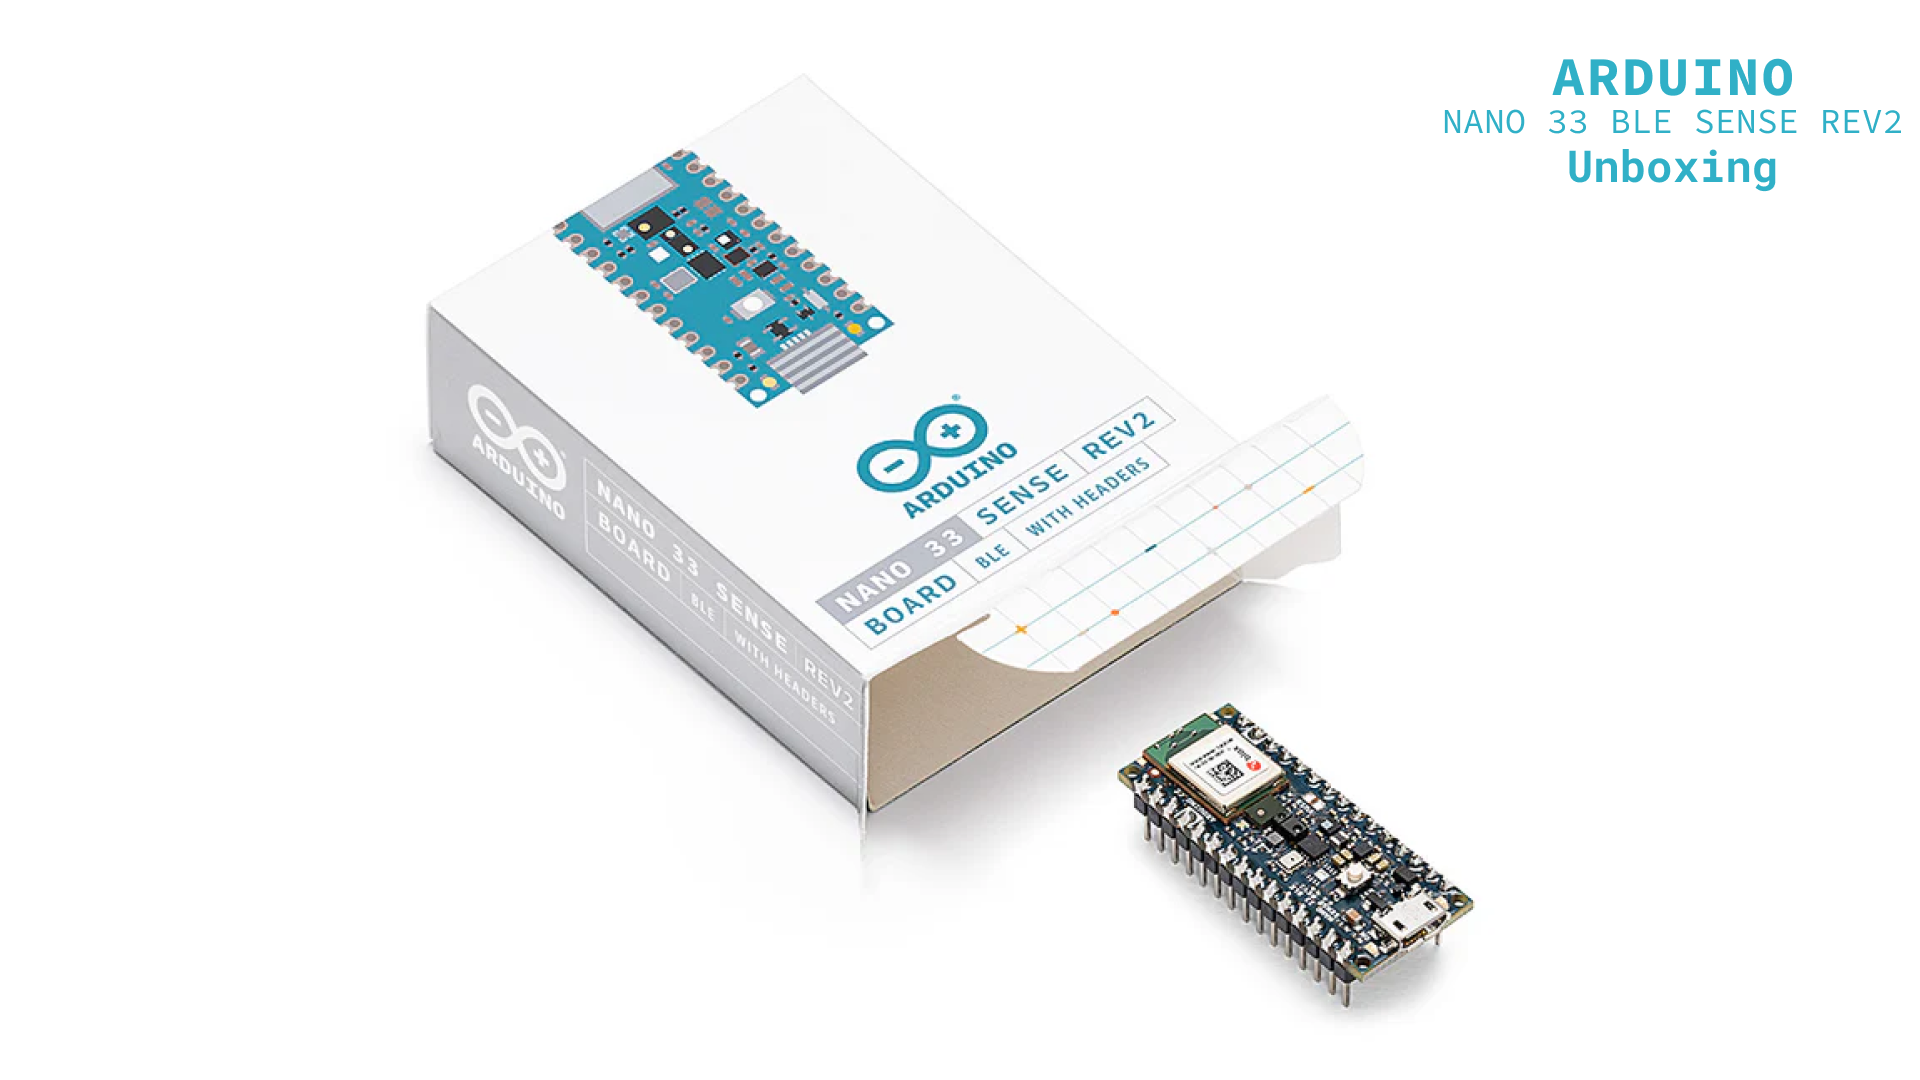 ARDUINO
NANO 33 BLE SENSE REV2
Unboxing
ARDUINO
NANO 33 SENSE REV2
BOARD BLE WITH HEADERS
ARDUINO
NANO 33 SENSE REV2
BOARD BLE WITH HEADERS